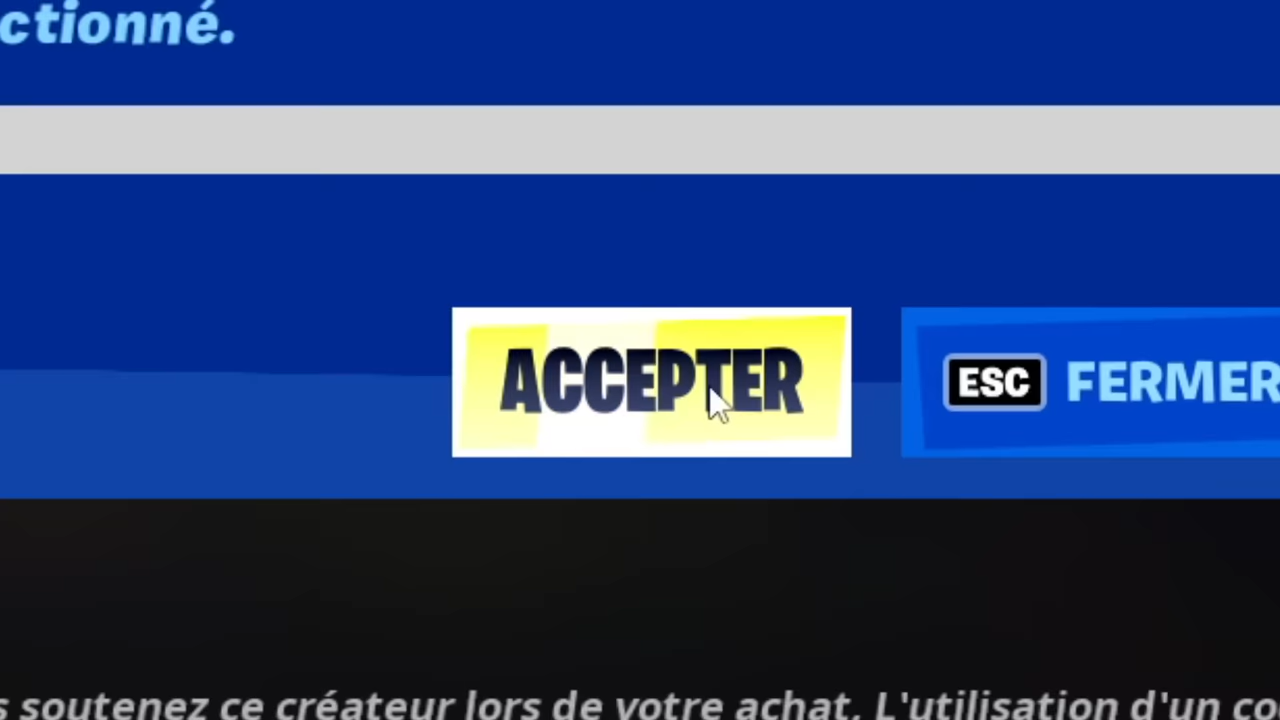 ctionné.
ACCEPTER
ESC FERMER
s soutenez ce créateur lors de votre achat. L'utilisation d'un co